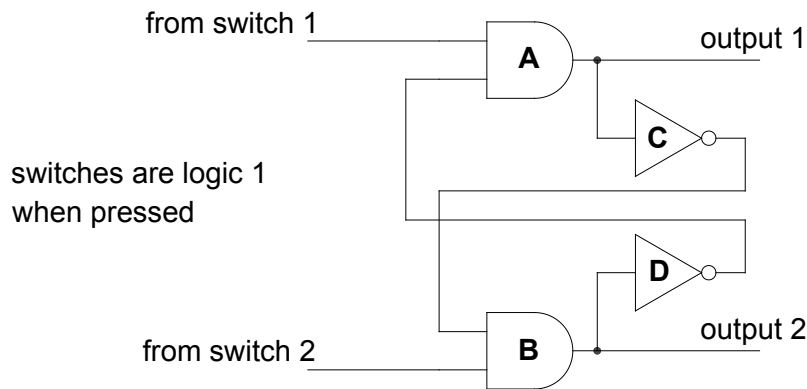 from switch 1
A
output 1
C
switches are logic 1
when pressed
D
from switch 2
B
output 2